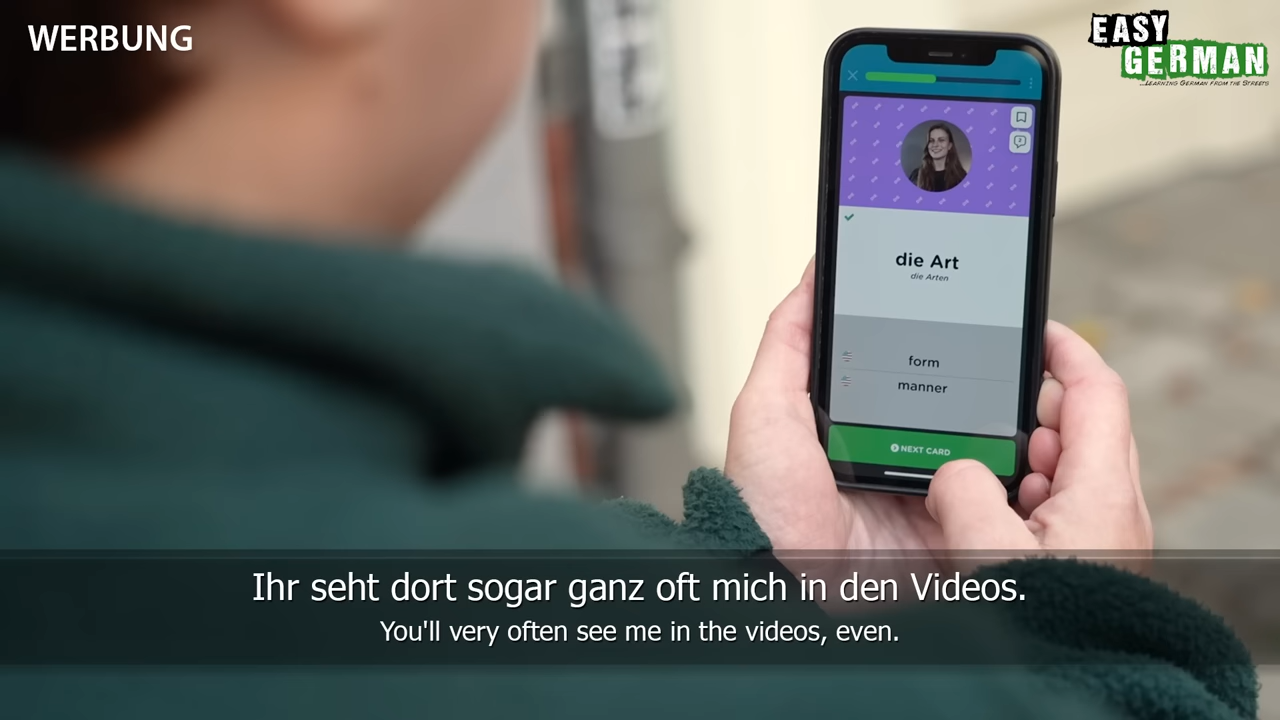 WERBUNG
EASY
GERMAN
...LEARNING GERMAN FROM THE STREETS
die Art
die Arten
form
manner
NEXT CARD
Ihr seht dort sogar ganz oft mich in den Videos.
You'll very often see me in the videos, even.